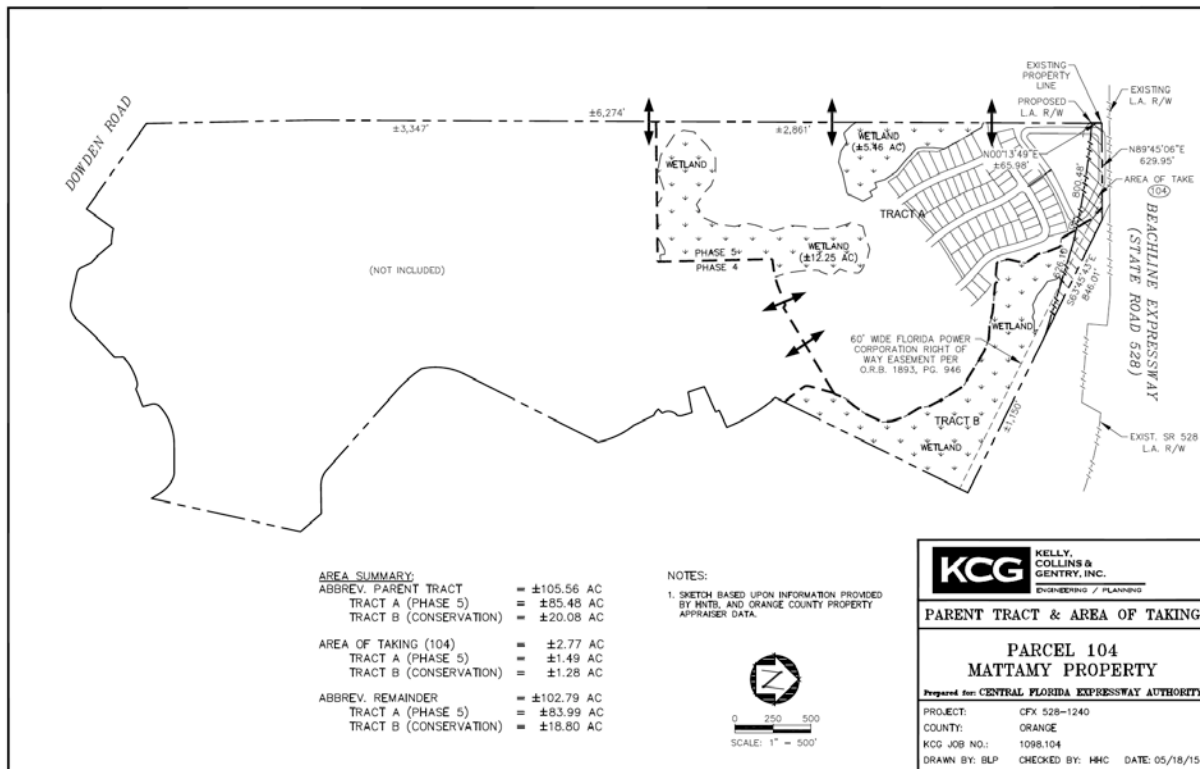 DOWDEN ROAD
±6,274'
±3,347'
±2,861'
EXISTING
PROPERTY
LINE
PROPOSED
L.A. R/W
EXISTING
L.A. R/W
N89°45'06"E
629.95'
AREA OF TAKE
104
N00°13'49"E
±65.98'
800.48'
WETLAND
(±5.46 AC)
WETLAND
TRACT A
WETLAND
(±12.25 AC)
PHASE 5
PHASE 4
(NOT INCLUDED)
S63°45'43"E
846.01'
BEACHLINE EXPRESSWAY
(STATE ROAD 528)
WETLAND
60' WIDE FLORIDA POWER
CORPORATION RIGHT OF
WAY EASEMENT PER
O.R.B. 1893, PG. 946
±1,150'
TRACT B
WETLAND
EXIST. SR 528
L.A. R/W
AREA SUMMARY:
ABBREV. PARENT TRACT = ±105.56 AC
TRACT A (PHASE 5) = ±85.48 AC
TRACT B (CONSERVATION) = ±20.08 AC
AREA OF TAKING (104) = ±2.77 AC
TRACT A (PHASE 5) = ±1.49 AC
TRACT B (CONSERVATION) = ±1.28 AC
ABBREV. REMAINDER = ±102.79 AC
TRACT A (PHASE 5) = ±83.99 AC
TRACT B (CONSERVATION) = ±18.80 AC
NOTES:
1. SKETCH BASED UPON INFORMATION PROVIDED
BY HNTB, AND ORANGE COUNTY PROPERTY
APPRAISER DATA.
N
0 250 500
SCALE: 1" = 500'
KCG
KELLY,
COLLINS &
GENTRY, INC.
ENGINEERING / PLANNING
PARENT TRACT & AREA OF TAKING
PARCEL 104
MATTAMY PROPERTY
Prepared for: CENTRAL FLORIDA EXPRESSWAY AUTHORITY
PROJECT: CFX 528-1240
COUNTY: ORANGE
KCG JOB NO.: 1098.104
DRAWN BY: BLP CHECKED BY: HHC DATE: 05/18/15